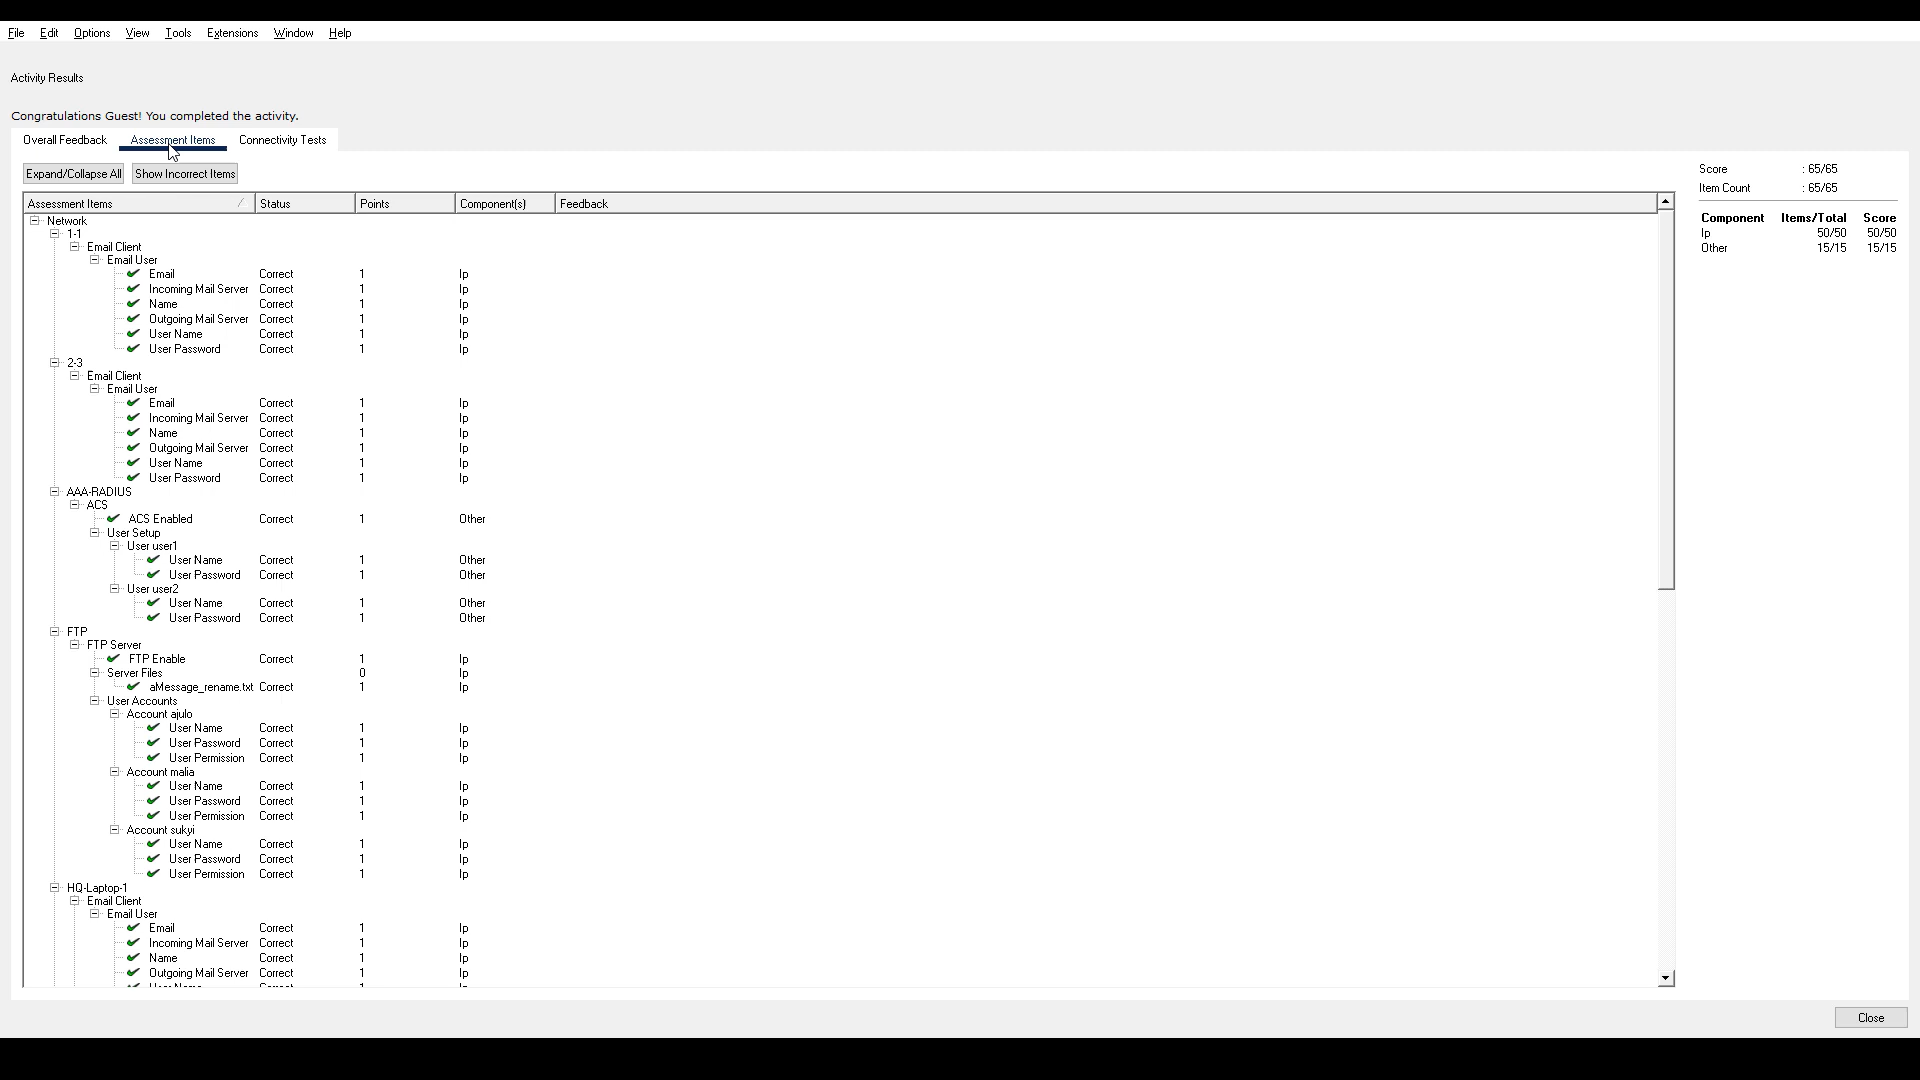 File Edit Options View Tools Extensions Window Help
Activity Results
Congratulations Guest! You completed the activity.
Overall Feedback Assessment Items Connectivity Tests
Expand/Collapse All Show Incorrect Items
Score : 65/65
Item Count : 65/65
Component Items/Total Score
Ip 50/50 50/50
Other 15/15 15/15
Assessment Items Status Points Component(s) Feedback
Network
1-1
Email Client
Email User
Email Correct 1 Ip
Incoming Mail Server Correct 1 Ip
Name Correct 1 Ip
Outgoing Mail Server Correct 1 Ip
User Name Correct 1 Ip
User Password Correct 1 Ip
2-3
Email Client
Email User
Email Correct 1 Ip
Incoming Mail Server Correct 1 Ip
Name Correct 1 Ip
Outgoing Mail Server Correct 1 Ip
User Name Correct 1 Ip
User Password Correct 1 Ip
AAA-RADIUS
ACS
ACS Enabled Correct 1 Other
User Setup
User user1
User Name Correct 1 Other
User Password Correct 1 Other
User user2
User Name Correct 1 Other
User Password Correct 1 Other
FTP
FTP Server
FTP Enable Correct 1 Ip
Server Files 0 Ip
aMessage_rename.txt Correct 1 Ip
User Accounts
Account ajulo
User Name Correct 1 Ip
User Password Correct 1 Ip
User Permission Correct 1 Ip
Account malia
User Name Correct 1 Ip
User Password Correct 1 Ip
User Permission Correct 1 Ip
Account sukyi
User Name Correct 1 Ip
User Password Correct 1 Ip
User Permission Correct 1 Ip
HQ-Laptop-1
Email Client
Email User
Email Correct 1 Ip
Incoming Mail Server Correct 1 Ip
Name Correct 1 Ip
Outgoing Mail Server Correct 1 Ip
Close